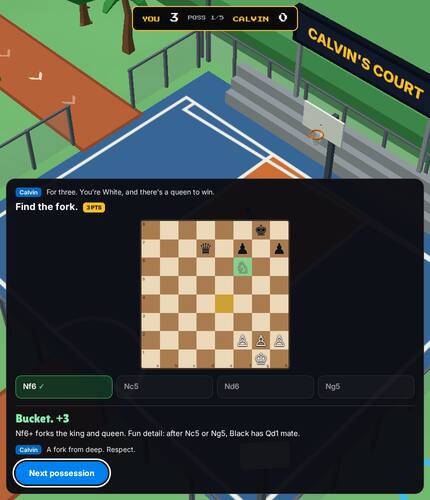 YOU 3 POSS 1/5 CALVIN 0
CALVIN'S COURT
Calvin For three. You're White, and there's a queen to win.
Find the fork. 3 PTS
Nf6 ✓ Nc5 Nd6 Ng5
Bucket. +3
Nf6+ forks the king and queen. Fun detail: after Nc5 or Ng5, Black has Qd1 mate.
Calvin A fork from deep. Respect.
Next possession